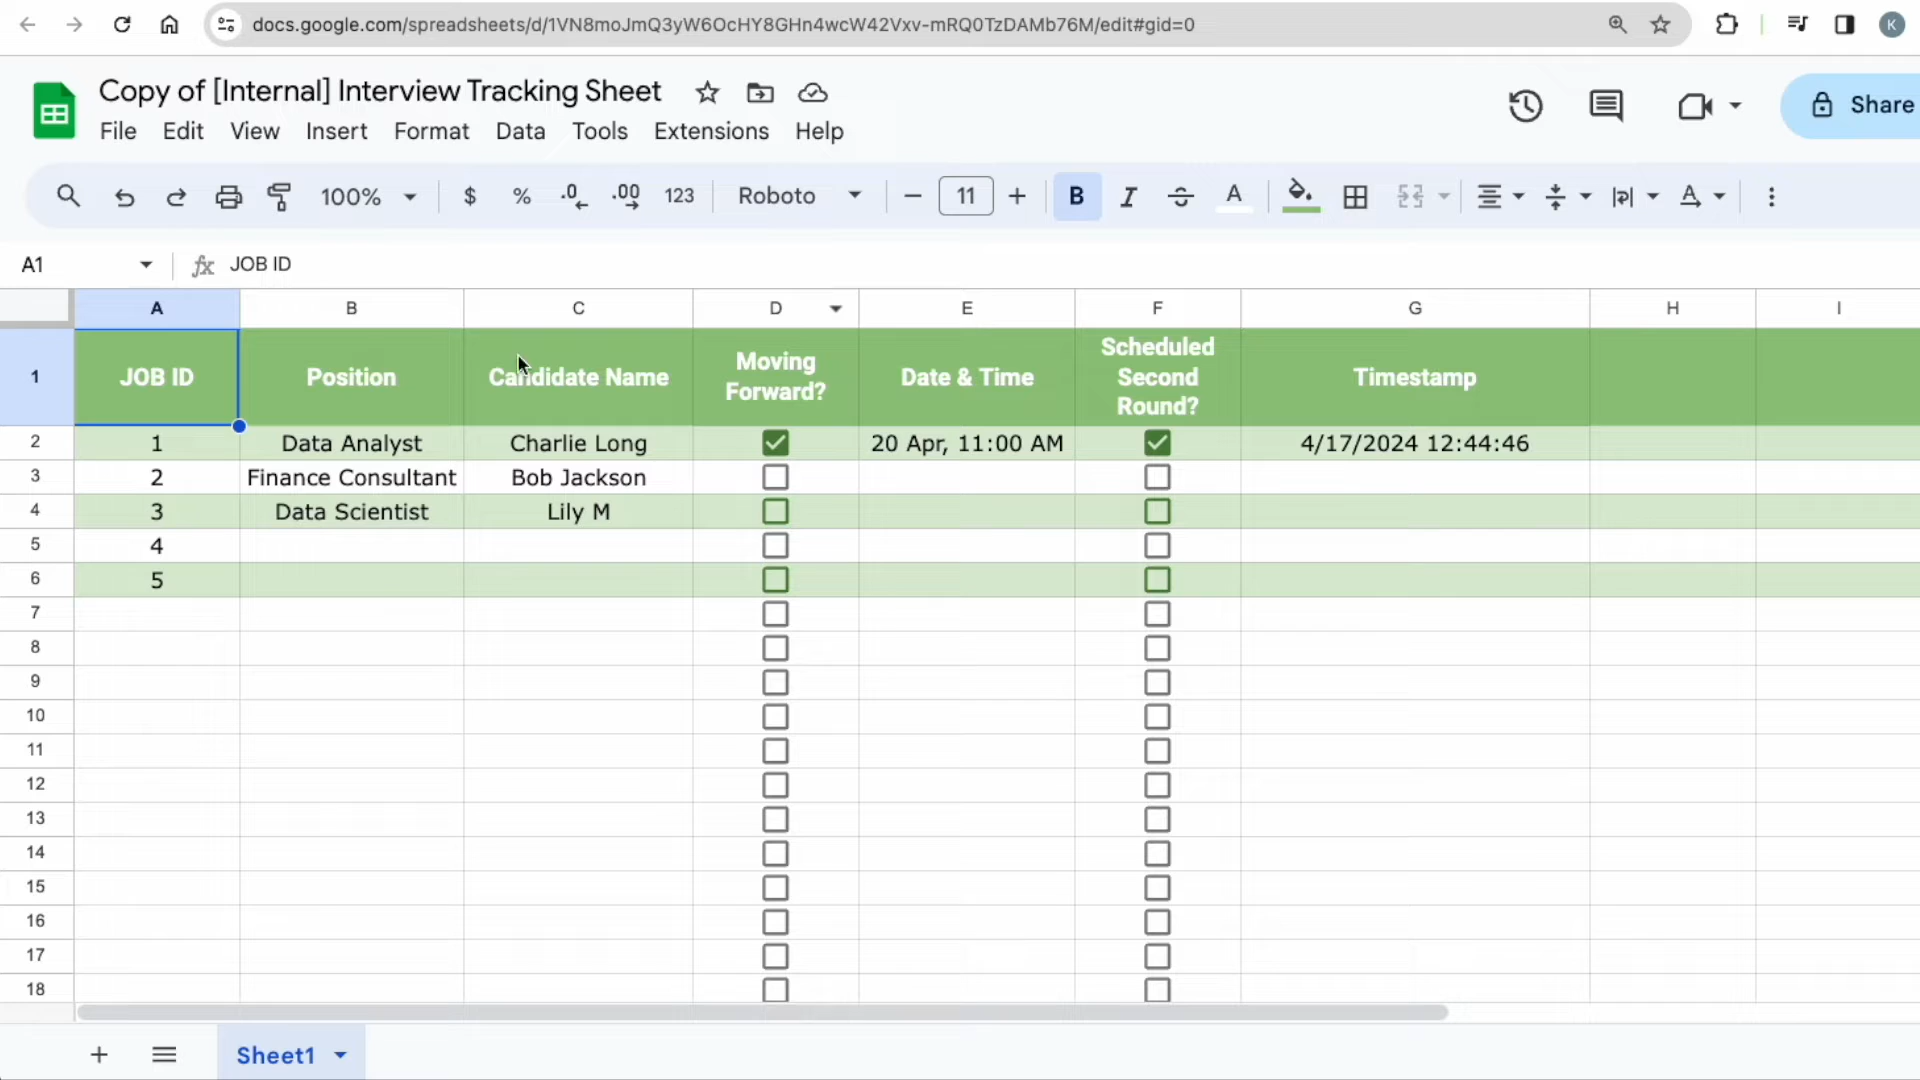 docs.google.com/spreadsheets/d/1VN8moJmQ3yW6OcHY8GHn4wcW42Vxv-mRQ0TzDAMb76M/edit#gid=0
K
Copy of [Internal] Interview Tracking Sheet
Share
File Edit View Insert Format Data Tools Extensions Help
100% $ % .0 .00 123 Roboto 11 B I S A A
A1 fx JOB ID
A B C D E F G H I
1 JOB ID Position Candidate Name Moving Forward? Date & Time Scheduled Second Round? Timestamp
2 1 Data Analyst Charlie Long 20 Apr, 11:00 AM 4/17/2024 12:44:46
3 2 Finance Consultant Bob Jackson
4 3 Data Scientist Lily M
5 4
6 5
7
8
9
10
11
12
13
14
15
16
17
18
Sheet1